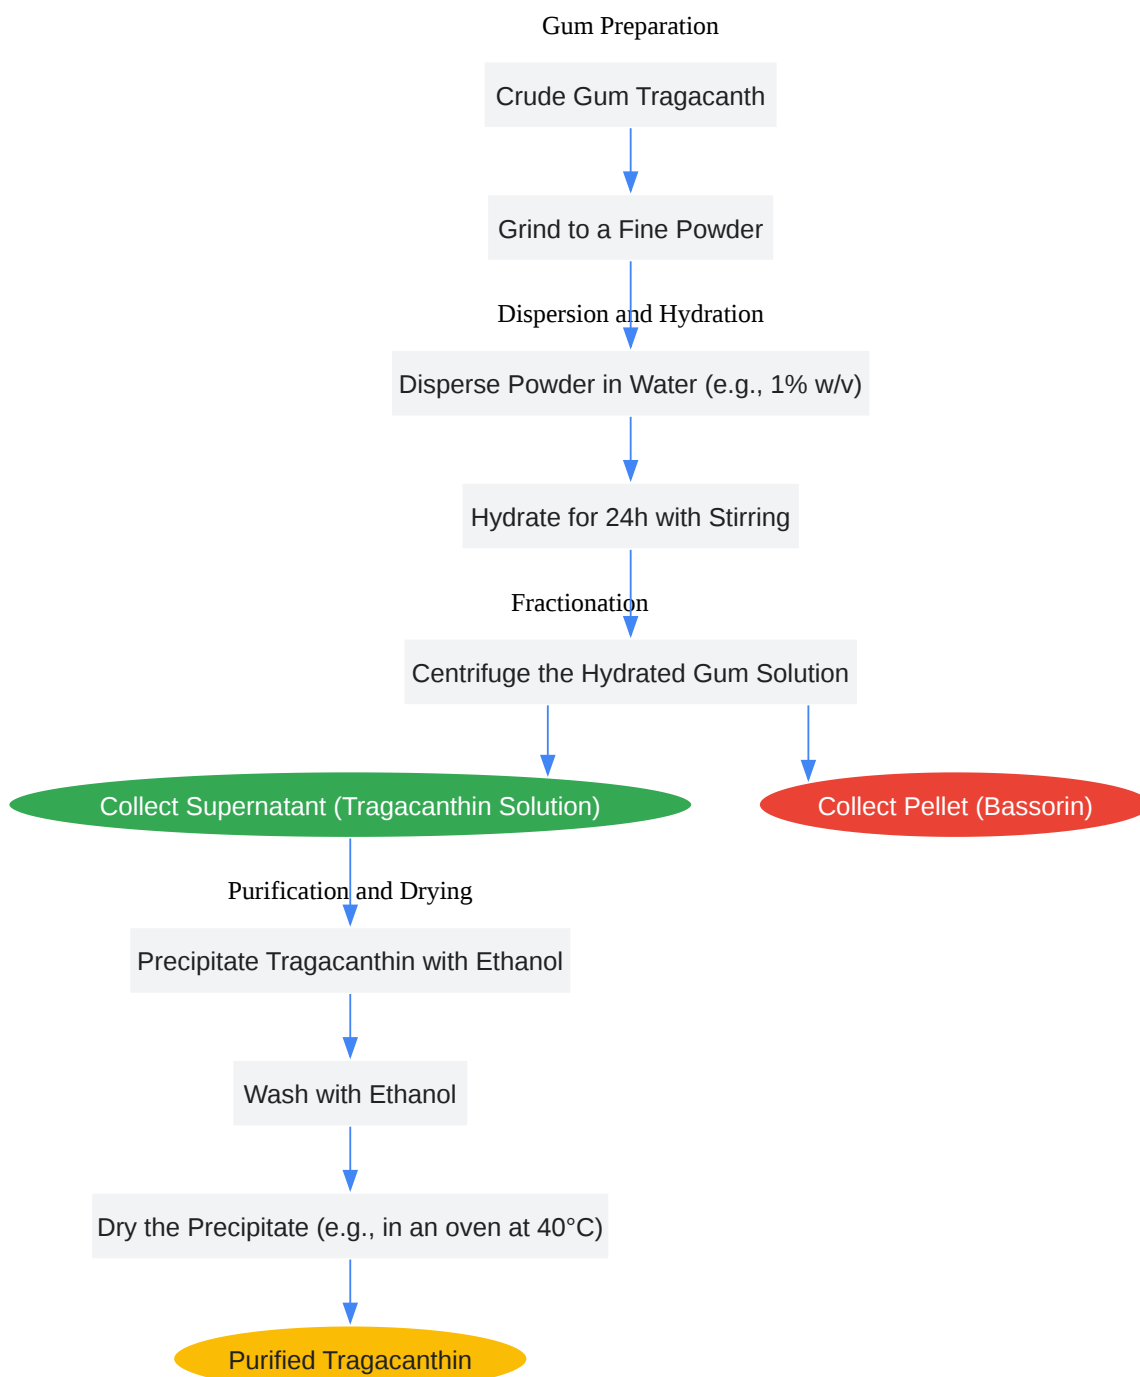 Gum Preparation
Crude Gum Tragacanth
Grind to a Fine Powder
Dispersion and Hydration
Disperse Powder in Water (e.g., 1% w/v)
Hydrate for 24h with Stirring
Fractionation
Centrifuge the Hydrated Gum Solution
Collect Supernatant (Tragacanthin Solution)
Collect Pellet (Bassorin)
Purification and Drying
Precipitate Tragacanthin with Ethanol
Wash with Ethanol
Dry the Precipitate (e.g., in an oven at 40°C)
Purified Tragacanthin